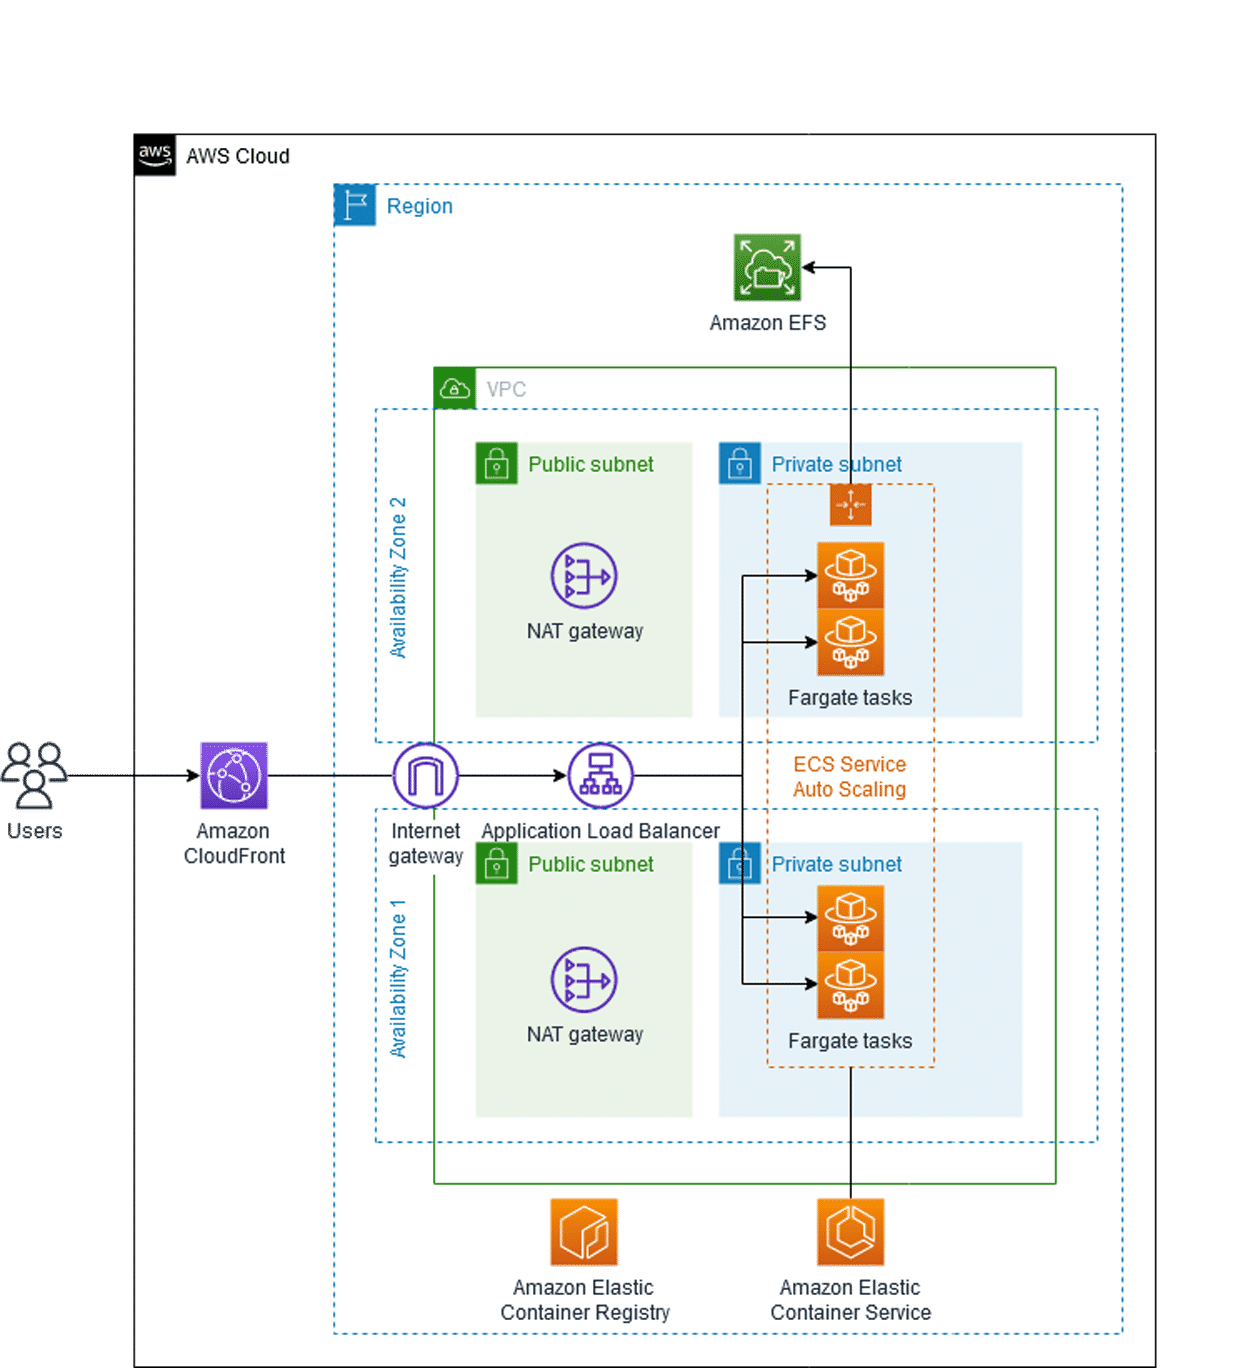 aws
AWS Cloud
Region
Amazon EFS
VPC
Public subnet
Private subnet
Availability Zone 2
NAT gateway
Fargate tasks
ECS Service
Auto Scaling
Users
Amazon
CloudFront
Internet
gateway
Application Load Balancer
Public subnet
Private subnet
Availability Zone 1
NAT gateway
Fargate tasks
Amazon Elastic
Container Registry
Amazon Elastic
Container Service